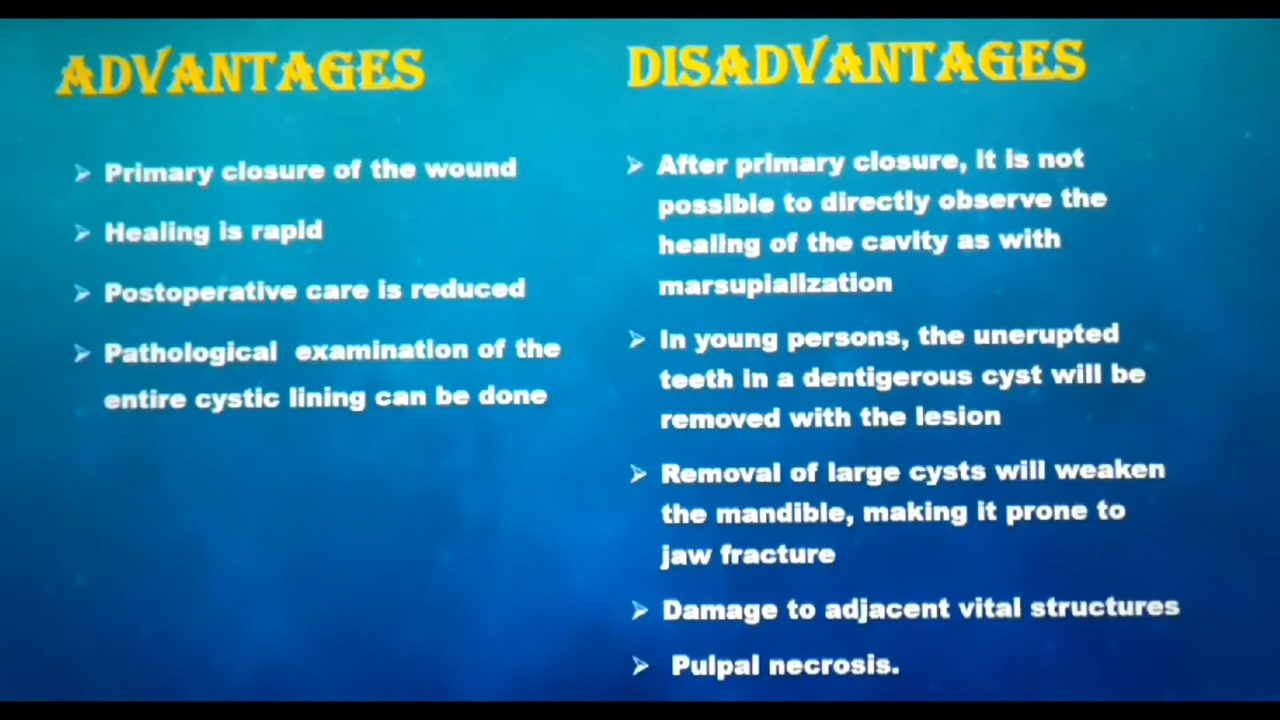 ADVANTAGES
➢ Primary closure of the wound
➢ Healing is rapid
➢ Postoperative care is reduced
➢ Pathological examination of the
entire cystic lining can be done
DISADVANTAGES
➢ After primary closure, it is not
possible to directly observe the
healing of the cavity as with
marsupialization
➢ In young persons, the unerupted
teeth in a dentigerous cyst will be
removed with the lesion
➢ Removal of large cysts will weaken
the mandible, making it prone to
jaw fracture
➢ Damage to adjacent vital structures
➢ Pulpal necrosis.